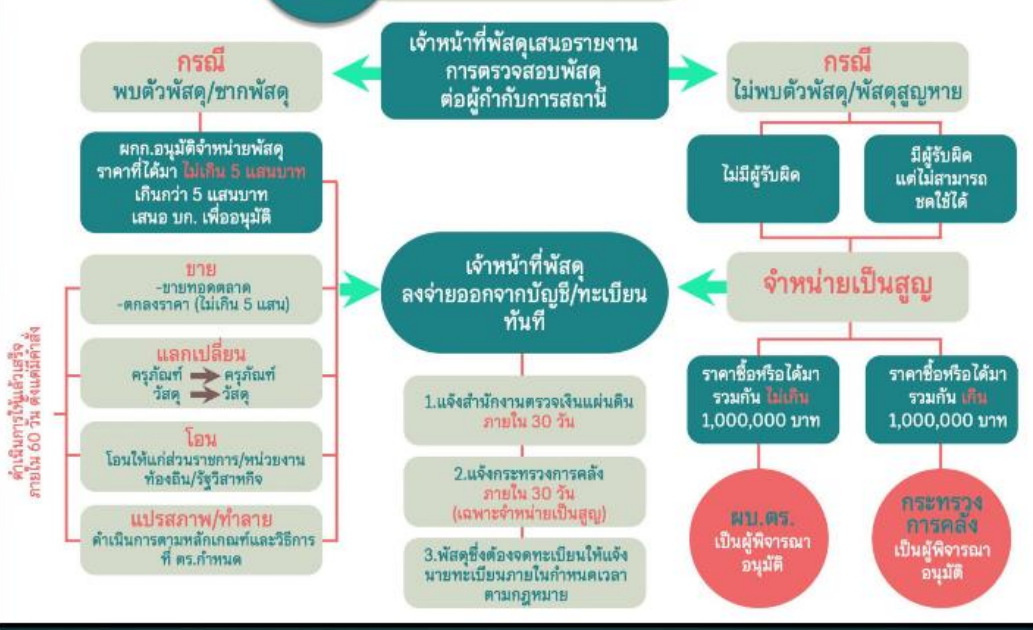 เจ้าหน้าที่พัสดุเสนอรายงาน
การตรวจสอบพัสดุ
ต่อผู้กำกับการสถานี
กรณี
พบตัวพัสดุ/ซากพัสดุ
ผกก.อนุมัติจำหน่ายพัสดุ
ราคาที่ได้มา ไม่เกิน 5 แสนบาท
เกินกว่า 5 แสนบาท
เสนอ บก. เพื่ออนุมัติ
ขาย
-ขายทอดตลาด
-ตกลงราคา (ไม่เกิน 5 แสน)
แลกเปลี่ยน
ครุภัณฑ์ ครุภัณฑ์
วัสดุ วัสดุ
โอน
โอนให้แก่ส่วนราชการ/หน่วยงาน
ท้องถิ่น/รัฐวิสาหกิจ
แปรสภาพ/ทำลาย
ดำเนินการตามหลักเกณฑ์และวิธีการ
ที่ ตร.กำหนด
ดำเนินการให้แล้วเสร็จ
ภายใน 60 วัน ตั้งแต่มีคำสั่ง
เจ้าหน้าที่พัสดุ
ลงจ่ายออกจากบัญชี/ทะเบียน
ทันที
1.แจ้งสำนักงานตรวจเงินแผ่นดิน
ภายใน 30 วัน
2.แจ้งกระทรวงการคลัง
ภายใน 30 วัน
(เฉพาะจำหน่ายเป็นสูญ)
3.พัสดุซึ่งต้องจดทะเบียนให้แจ้ง
นายทะเบียนภายในกำหนดเวลา
ตามกฎหมาย
กรณี
ไม่พบตัวพัสดุ/พัสดุสูญหาย
ไม่มีผู้รับผิด
มีผู้รับผิด
แต่ไม่สามารถ
ชดใช้ได้
จำหน่ายเป็นสูญ
ราคาซื้อหรือได้มา
รวมกัน ไม่เกิน
1,000,000 บาท
ราคาซื้อหรือได้มา
รวมกัน เกิน
1,000,000 บาท
ผบ.ตร.
เป็นผู้พิจารณา
อนุมัติ
กระทรวง
การคลัง
เป็นผู้พิจารณา
อนุมัติ